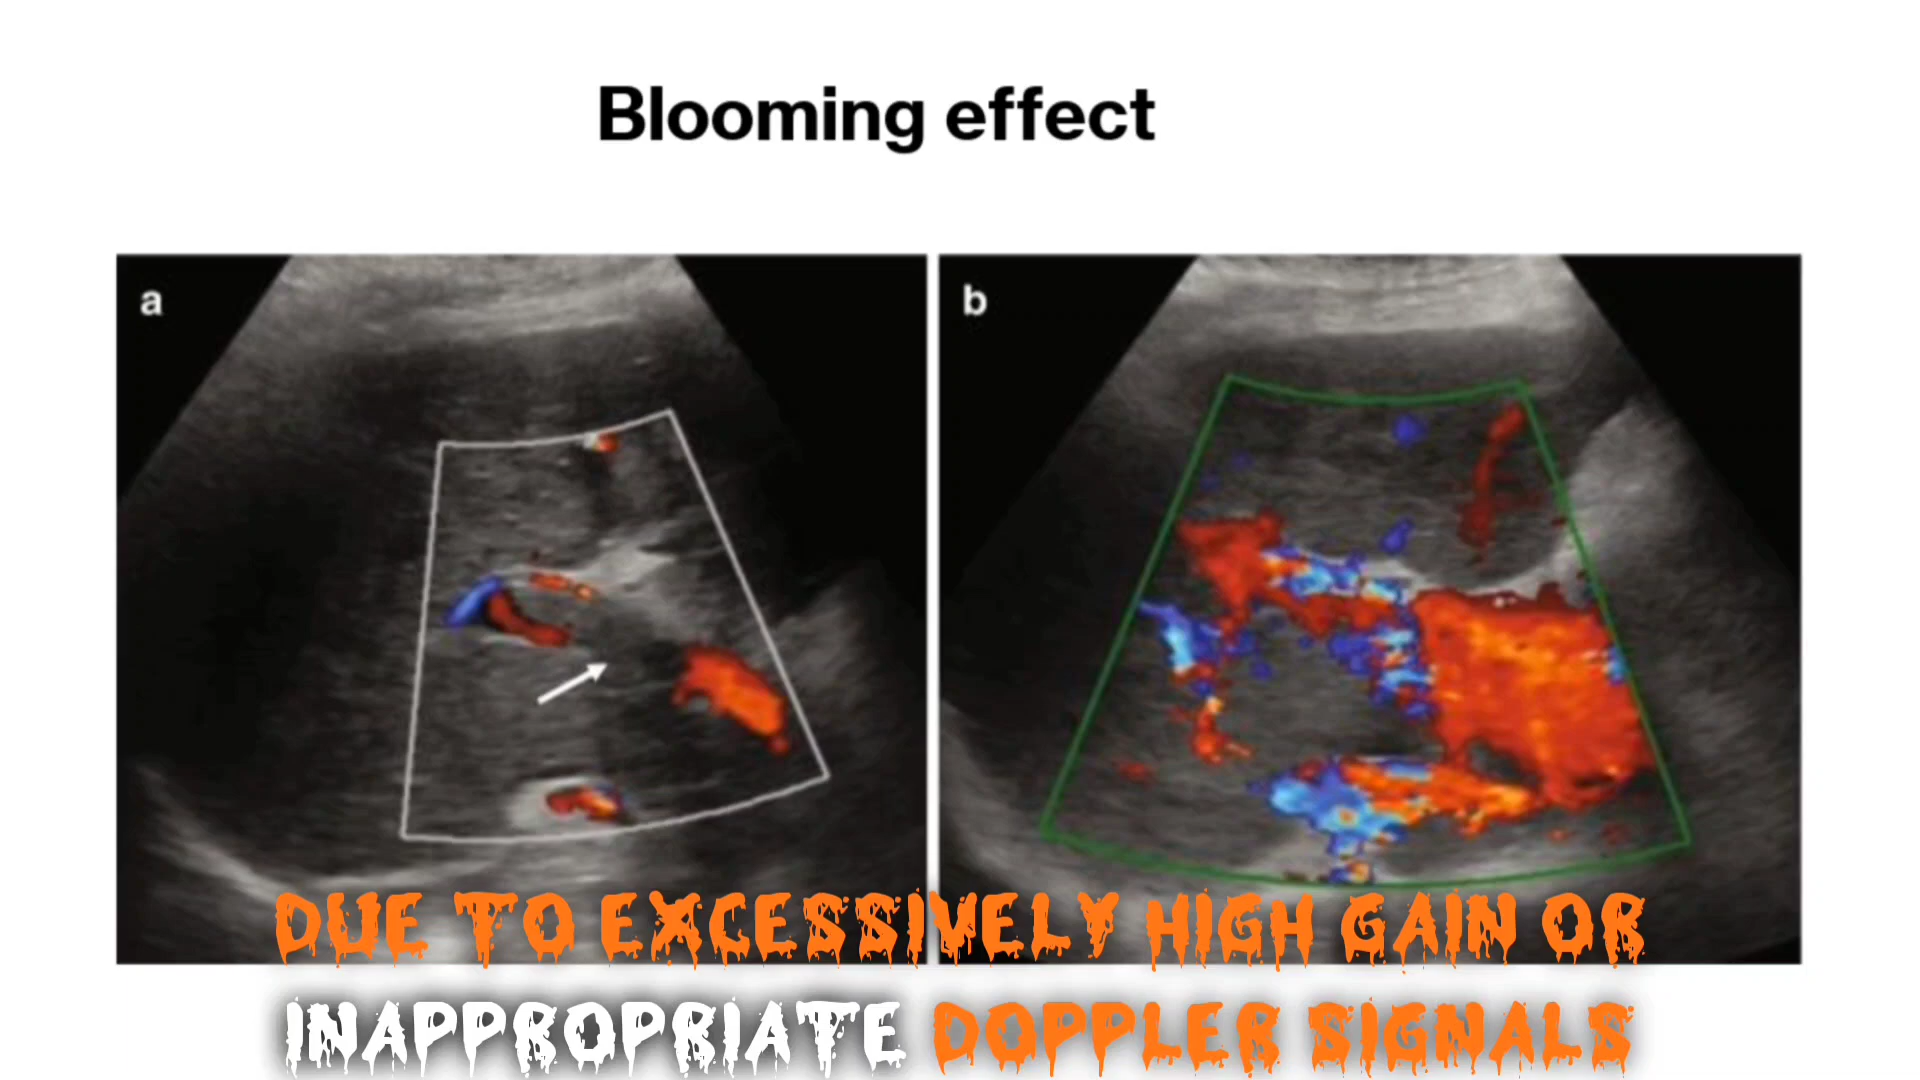 Blooming effect
a
b
DUE TO EXCESSIVELY HIGH GAIN OR
INAPPROPRIATE DOPPLER SIGNALS